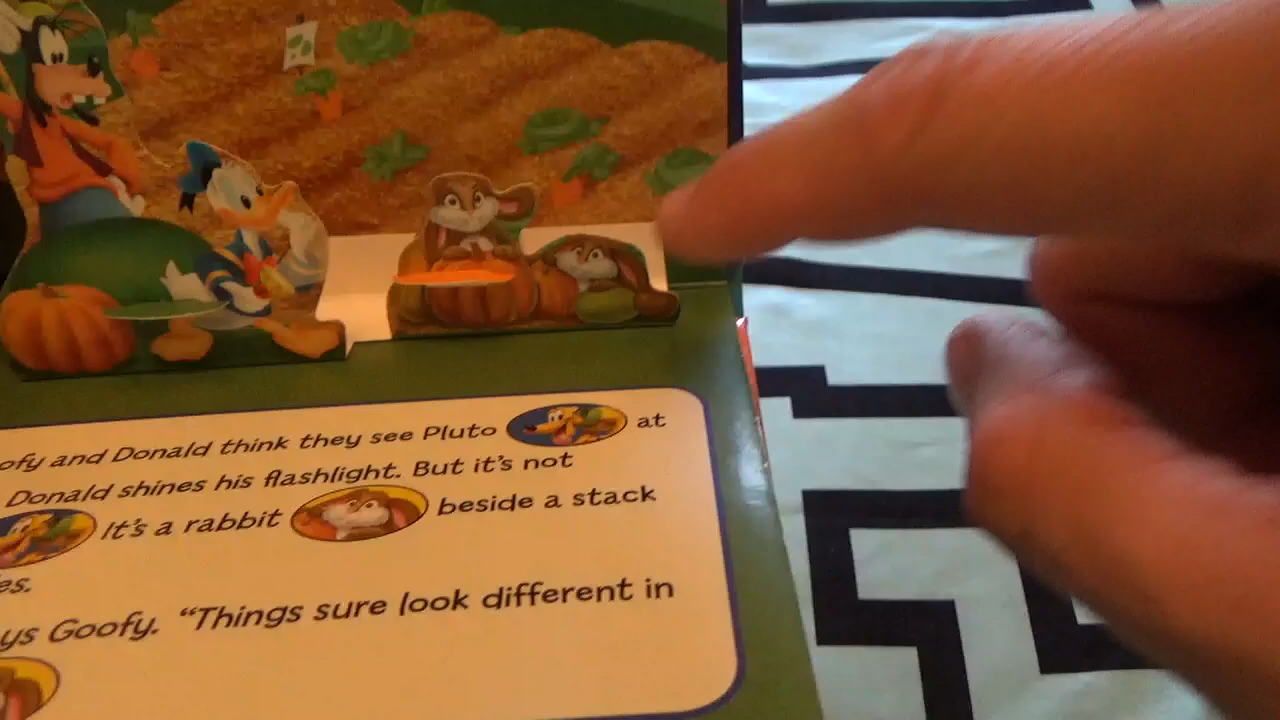 ofy and Donald think they see Pluto at
Donald shines his flashlight. But it's not
It's a rabbit beside a stack
es.
ys Goofy. “Things sure look different in